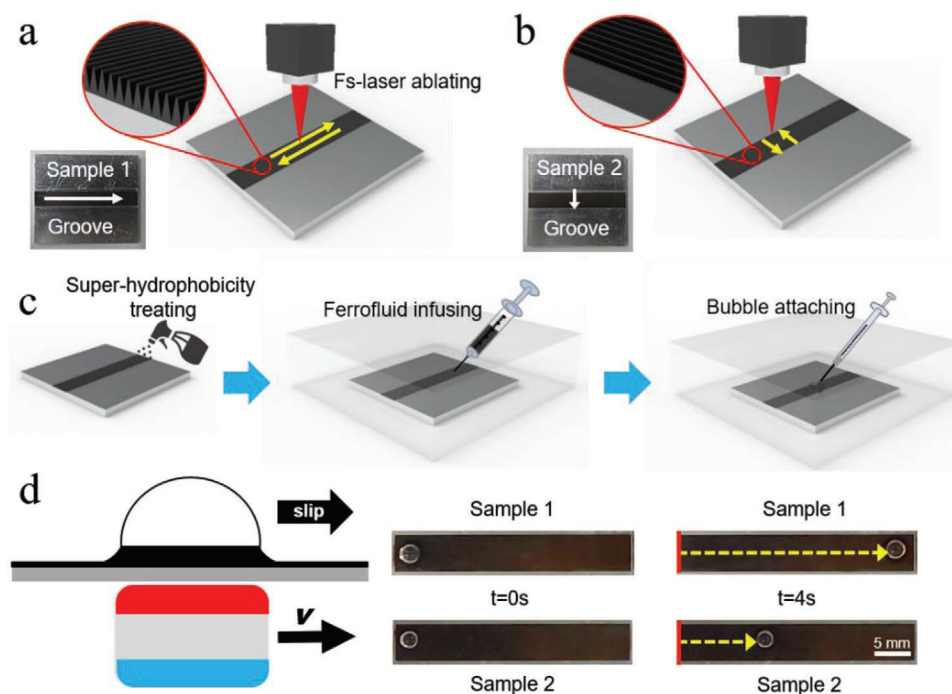 a
Fs-laser ablating
Sample 1
Groove
b
Sample 2
Groove
c
Super-hydrophobicity
treating
Ferrofluid infusing
Bubble attaching
d
slip
v
Sample 1
Sample 1
t=0s
t=4s
5 mm
Sample 2
Sample 2